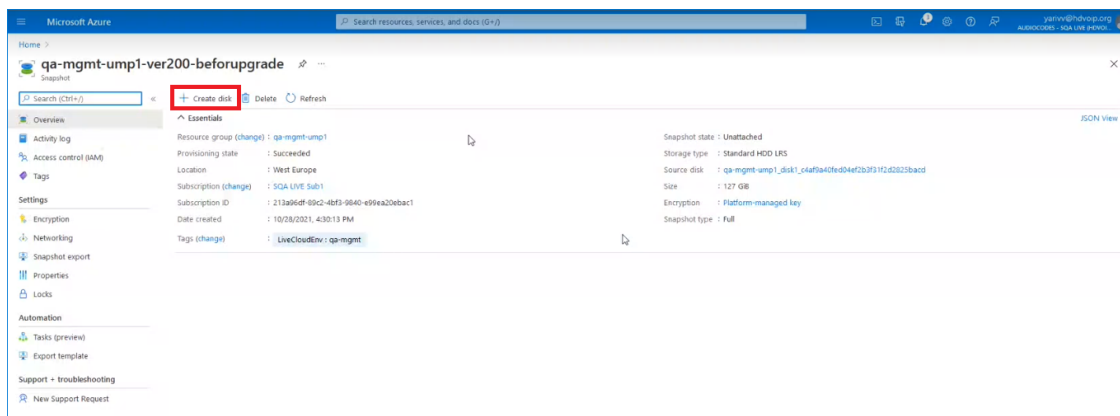 Microsoft Azure
Search resources, services, and docs (G+/)
yanvv@hdvoip.org
AUDIOCODES - SQA LIVE (HDVOI...
Home >
qa-mgmt-ump1-ver200-beforupgrade
Snapshot
Search (Ctrl+/)
Create disk Delete Refresh
Overview
Activity log
Access control (IAM)
Tags
Settings
Encryption
Networking
Snapshot export
Properties
Locks
Automation
Tasks (preview)
Export template
Support + troubleshooting
New Support Request
Essentials
JSON View
Resource group (change) : qa-mgmt-ump1
Provisioning state : Succeeded
Location : West Europe
Subscription (change) : SQA LIVE Sub1
Subscription ID : 213a96df-89c2-4bf3-9840-e99ea20ebac1
Date created : 10/28/2021, 4:30:13 PM
Tags (change) : LiveCloudEnv : qa-mgmt
Snapshot state : Unattached
Storage type : Standard HDD LRS
Source disk : qa-mgmt-ump1_disk1_c4af9a40fed04ef2b3f31f2d2825bacd
Size : 127 GiB
Encryption : Platform-managed key
Snapshot type : Full